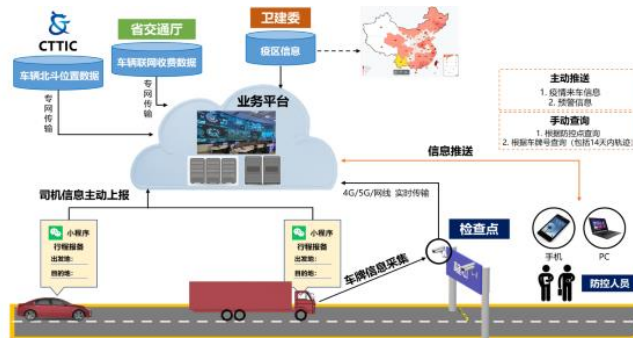 CTTIC
省交通厅
卫建委
车辆北斗位置数据
车辆联网收费数据
疫区信息
专网传输
专网传输
业务平台
主动推送
1. 疫情来车信息
2. 预警信息
手动查询
1. 根据防控点查询
2. 根据车牌号查询（包括14天内轨迹）
信息推送
司机信息主动上报
4G/5G/网线 实时传输
小程序
行程报备
出发地:
目的地:
小程序
行程报备
出发地:
目的地:
车牌信息采集
检查点
手机
PC
防控人员